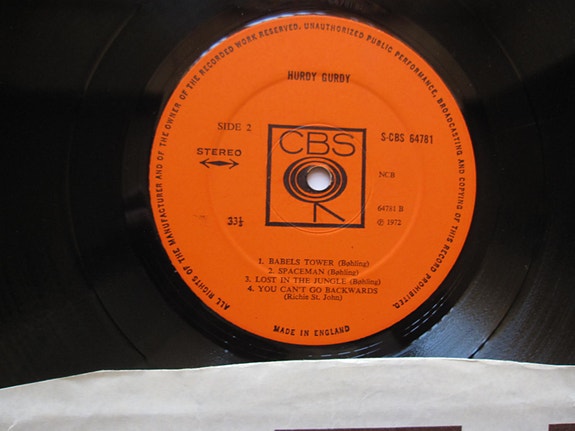 ALL RIGHTS OF THE MANUFACTURER AND OF THE OWNER OF THE RECORDED WORK RESERVED. UNAUTHORIZED PUBLIC PERFORMANCE, BROADCASTING AND COPYING OF THIS RECORD PROHIBITED.
HURDY GURDY
SIDE 2
CBS
S-CBS 64781
STEREO
NCB
33⅓
64781 B
℗ 1972
1. BABELS TOWER (Bøhling)
2. SPACEMAN (Bøhling)
3. LOST IN THE JUNGLE (Bøhling)
4. YOU CAN'T GO BACKWARDS
(Richie St. John)
MADE IN ENGLAND